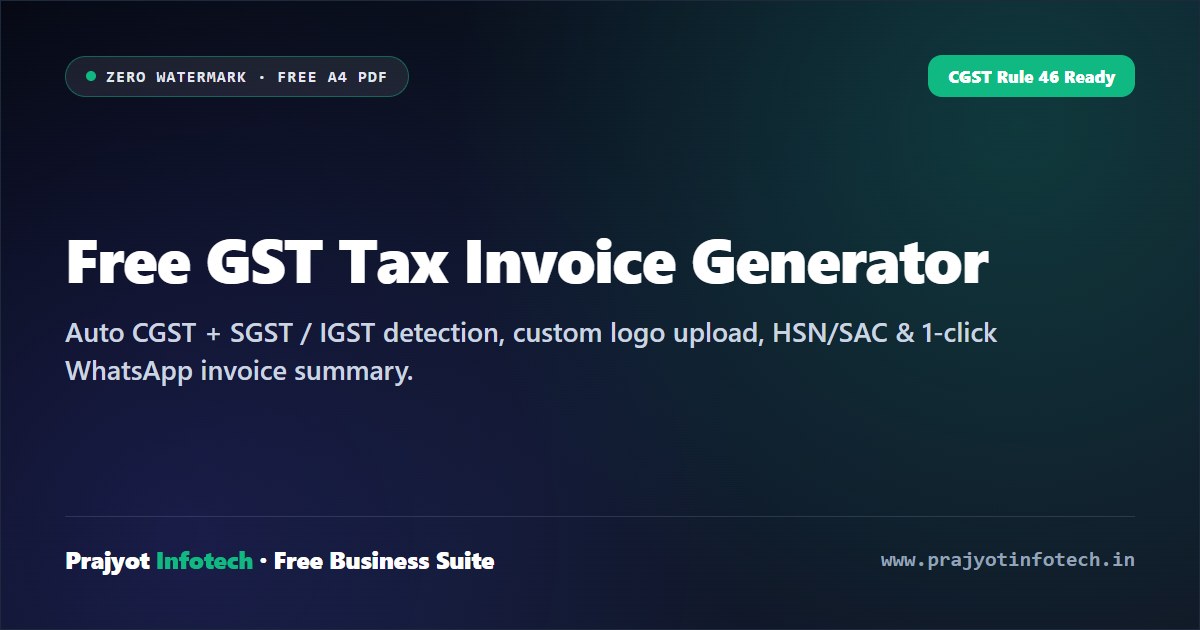 ZERO WATERMARK · FREE A4 PDF
CGST Rule 46 Ready
Free GST Tax Invoice Generator
Auto CGST + SGST / IGST detection, custom logo upload, HSN/SAC & 1-click
WhatsApp invoice summary.
Prajyot Infotech · Free Business Suite
www.prajyotinfotech.in